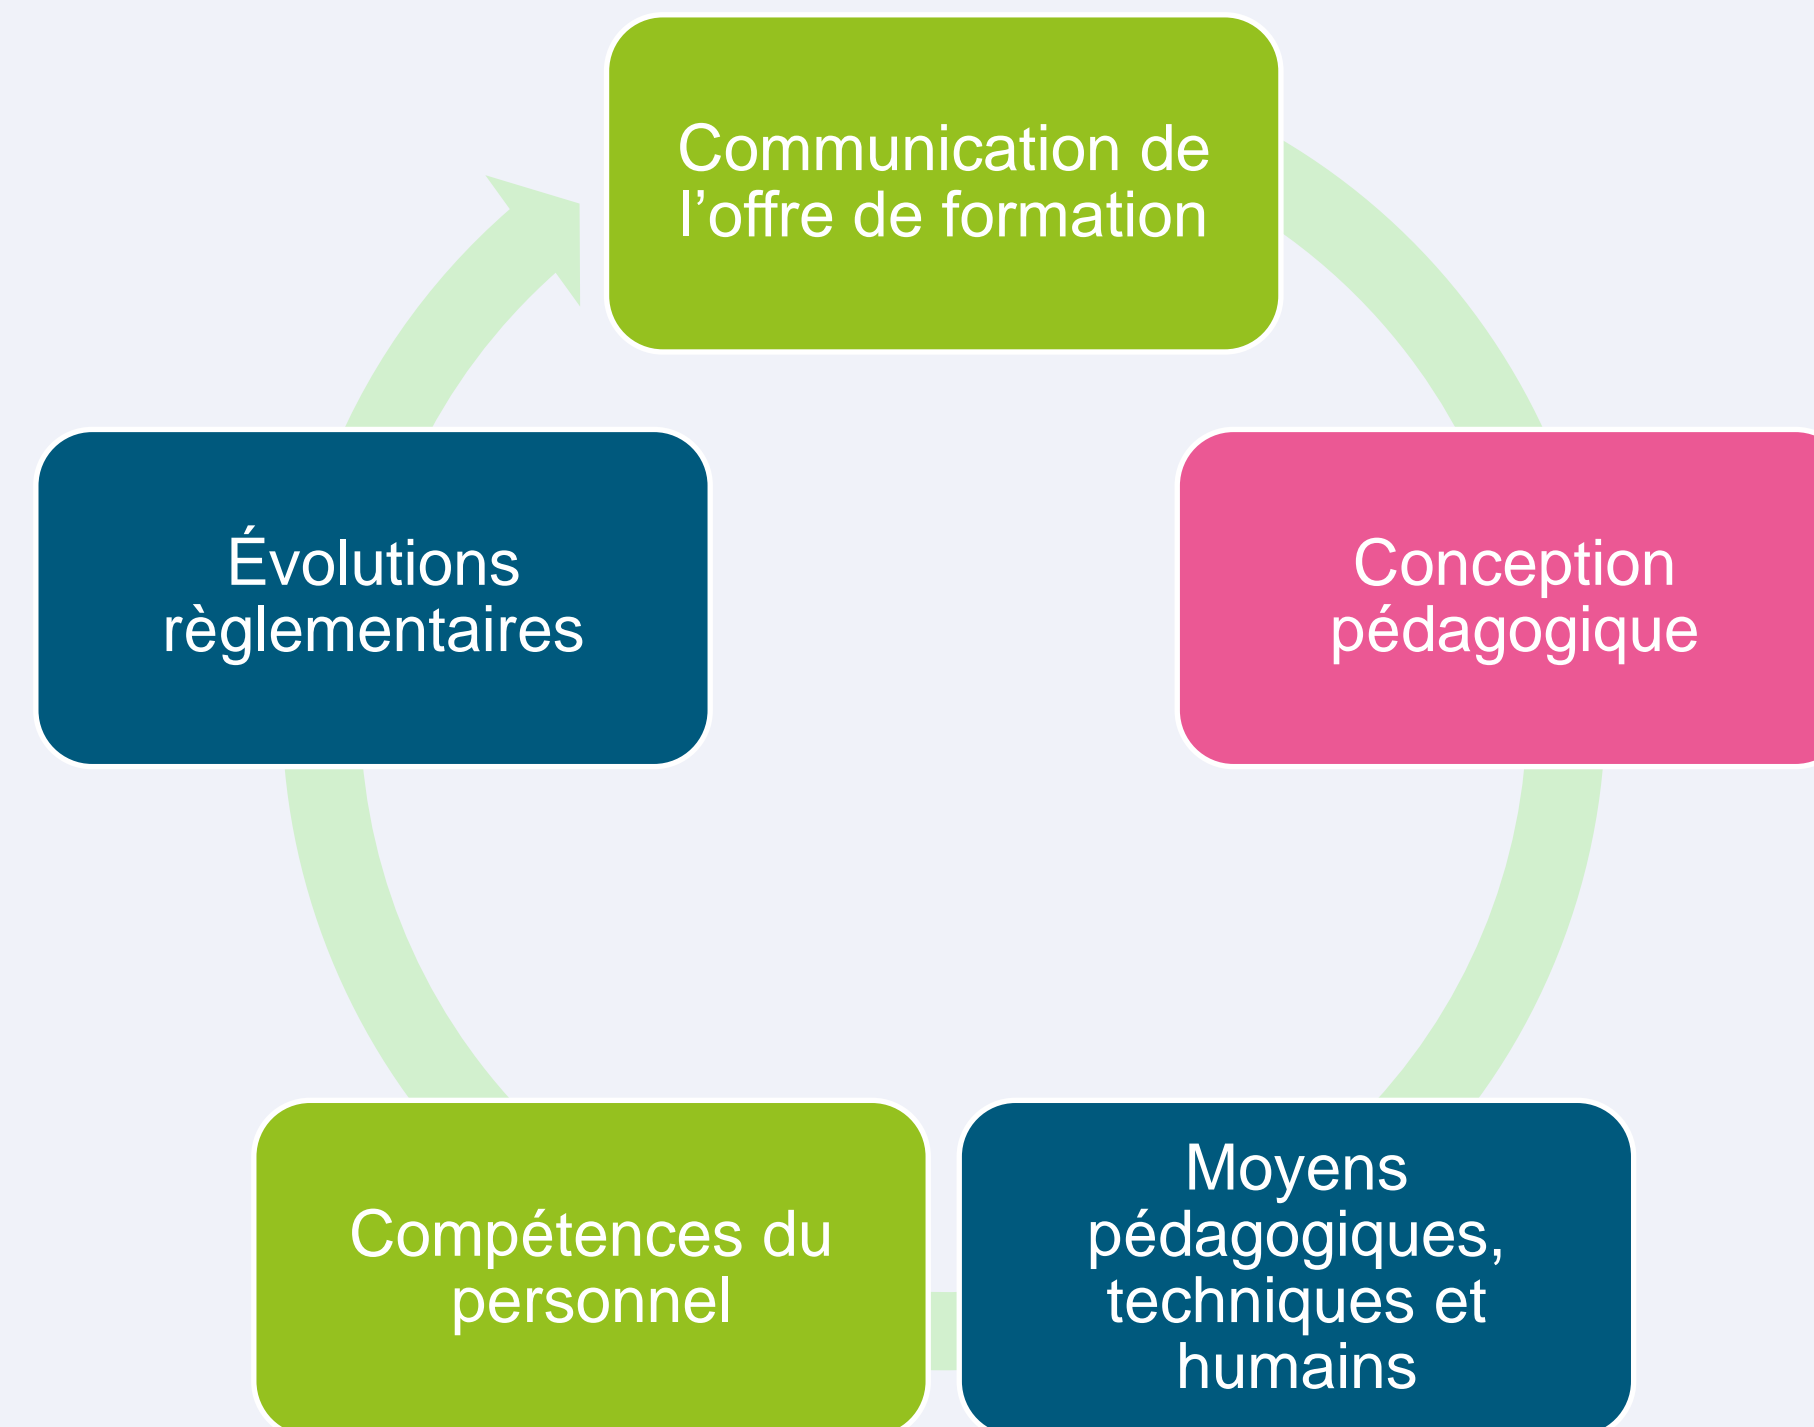 Communication de
l’offre de formation
Conception
pédagogique
Moyens
pédagogiques,
techniques et
humains
Compétences du
personnel
Évolutions
règlementaires